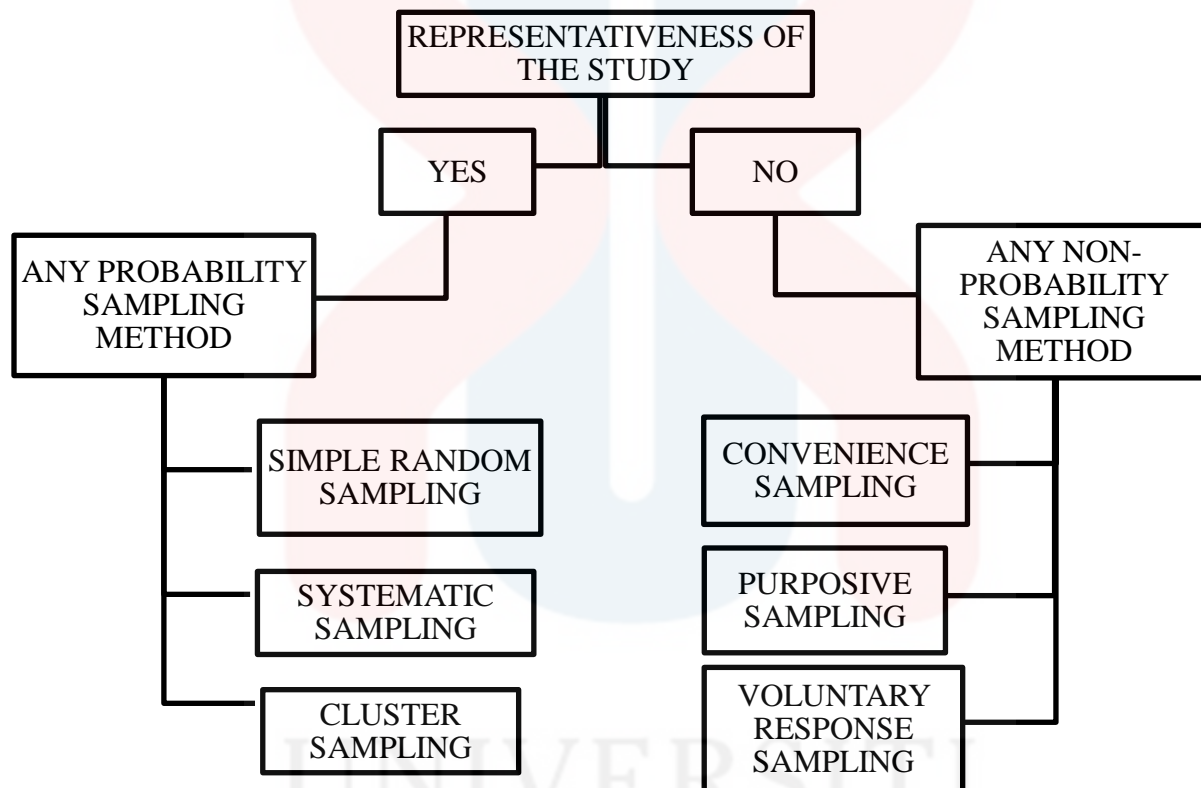 REPRESENTATIVENESS OF
THE STUDY
YES
NO
ANY PROBABILITY
SAMPLING
METHOD
ANY NON-
PROBABILITY
SAMPLING
METHOD
SIMPLE RANDOM
SAMPLING
CONVENIENCE
SAMPLING
SYSTEMATIC
SAMPLING
PURPOSIVE
SAMPLING
CLUSTER
SAMPLING
VOLUNTARY
RESPONSE
SAMPLING
UNIVERSITI